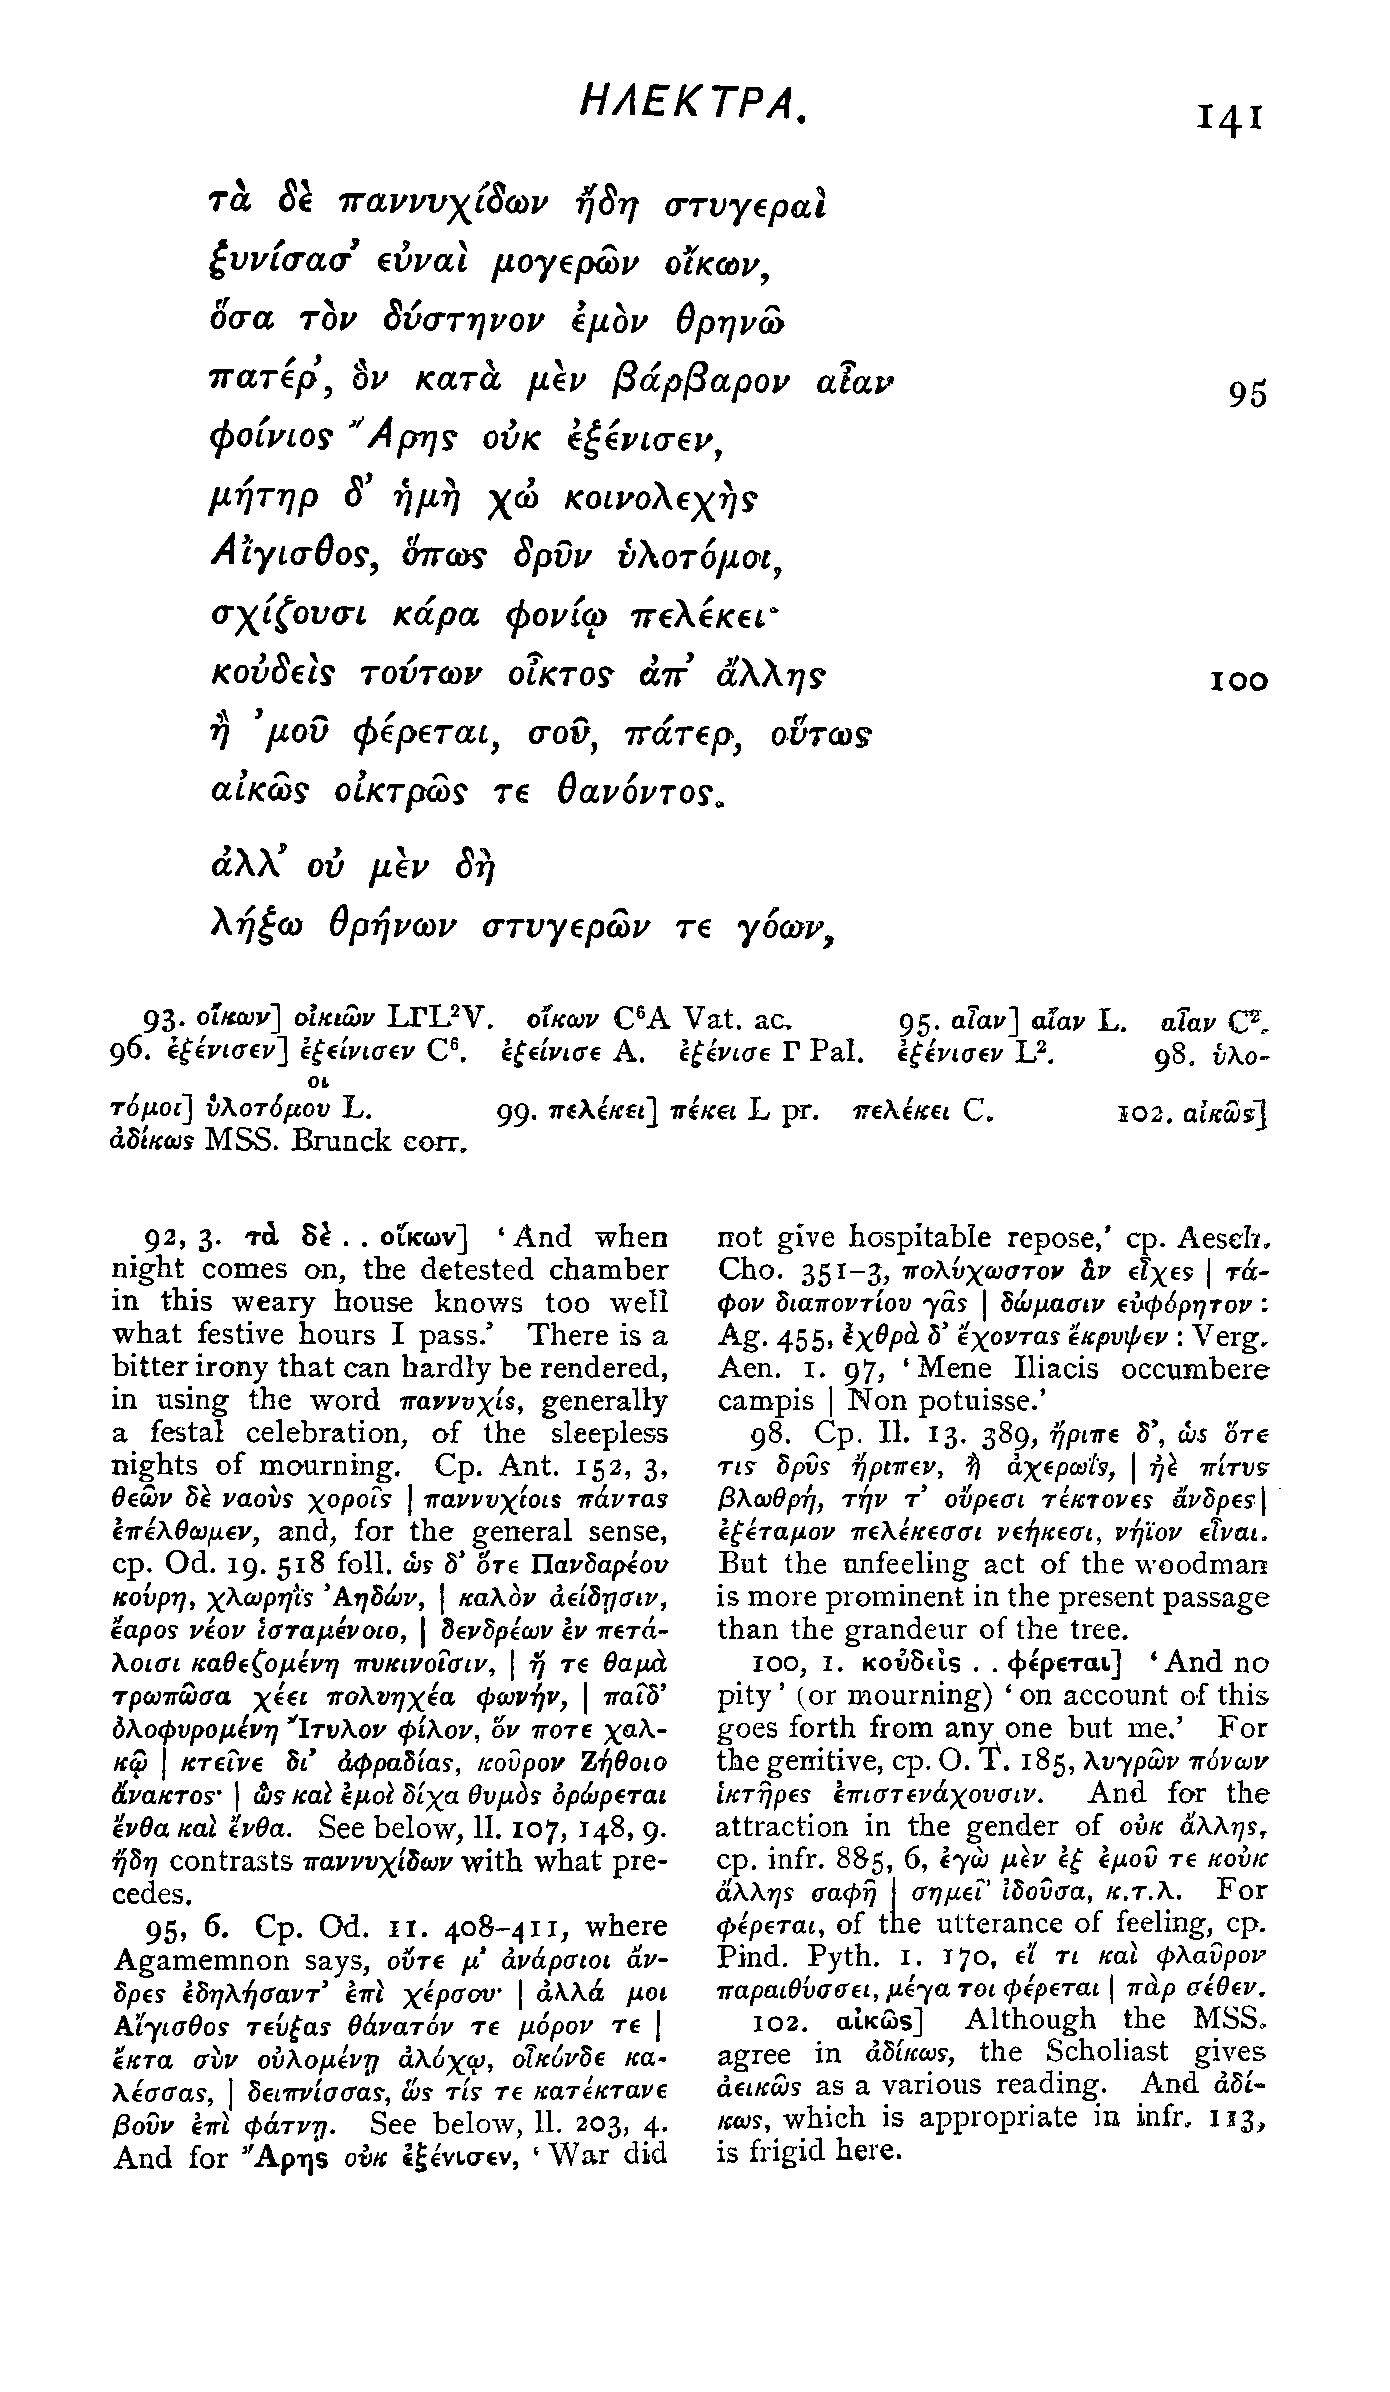 ΗΛΕΚΤΡΑ.
141
τὰ δὲ παννυχίδων ἤδη στυγεραὶ
ξυνίσασ' εὐναὶ μογερῶν οἴκων,
ὅσα τὸν δύστηνον ἐμὸν θρηνῶ
πατέρ', ὃν κατὰ μὲν βάρβαρον αἶαν 95
φοίνιος Ἄρης οὐκ ἐξένισεν,
μήτηρ δ' ἡμὴ χὠ κοινολεχὴς
Αἴγισθος, ὅπως δρῦν ὑλοτόμοι,
σχίζουσι κάρα φονίῳ πελέκει·
κοὐδεὶς τούτων οἶκτος ἀπ' ἄλλης 100
ἢ 'μοῦ φέρεται, σοῦ, πάτερ, οὕτως
αἰκῶς οἰκτρῶς τε θανόντος.
ἀλλ' οὐ μὲν δὴ
λήξω θρήνων στυγερῶν τε γόων,
93. οἴκων] οἰκιῶν LΓL²V. οἴκων C⁶A Vat. ac. 95. αἶαν] αἶαν L. αἶαν C².
96. ἐξένισεν] ἐξείνισεν C⁶. ἐξείνισε A. ἐξένισε Γ Pal. ἐξένισεν L². 98. ὑλο-
οι
τόμοι] ὑλοτόμου L. 99. πελέκει] πέκει L pr. πελέκει C. 102. αἰκῶς]
ἀδίκως MSS. Brunck corr.
92, 3. τὰ δὲ . . οἴκων] 'And when
night comes on, the detested chamber
in this weary house knows too well
what festive hours I pass.' There is a
bitter irony that can hardly be rendered,
in using the word παννυχίς, generally
a festal celebration, of the sleepless
nights of mourning. Cp. Ant. 152, 3,
θεῶν δὲ ναοὺς χοροῖς | παννυχίοις πάντας
ἐπέλθωμεν, and, for the general sense,
cp. Od. 19. 518 foll. ὡς δ' ὅτε Πανδαρέου
κούρη, χλωρηῒς Ἀηδών, | καλὸν ἀείδῃσιν,
ἔαρος νέον ἱσταμένοιο, | δενδρέων ἐν πετά-
λοισι καθεζομένη πυκινοῖσιν, | ἥ τε θαμὰ
τρωπῶσα χέει πολυηχέα φωνήν, | παῖδ'
ὀλοφυρομένη Ἴτυλον φίλον, ὅν ποτε χαλ-
κῷ | κτεῖνε δι' ἀφραδίας, κοῦρον Ζήθοιο
ἄνακτος· | ὣς καὶ ἐμοὶ δίχα θυμὸς ὀρώρεται
ἔνθα καὶ ἔνθα. See below, ll. 107, 148, 9.
ἤδη contrasts παννυχίδων with what pre-
cedes.
95, 6. Cp. Od. 11. 408-411, where
Agamemnon says, οὔτε μ' ἀνάρσιοι ἄν-
δρες ἐδηλήσαντ' ἐπὶ χέρσου· | ἀλλά μοι
Αἴγισθος τεύξας θάνατόν τε μόρον τε |
ἔκτα σὺν οὐλομένῃ ἀλόχῳ, οἶκόνδε κα-
λέσσας, | δειπνίσσας, ὥς τίς τε κατέκτανε
βοῦν ἐπὶ φάτνῃ. See below, ll. 203, 4.
And for Ἄρης οὐκ ἐξένισεν, 'War did
not give hospitable repose,' cp. Aesch.
Cho. 351-3, πολύχωστον ἂν εἶχες | τά-
φον διαποντίου γᾶς | δώμασιν εὐφόρητον :
Ag. 455, ἐχθρὰ δ' ἔχοντας ἔκρυψεν : Verg.
Aen. 1. 97, 'Mene Iliacis occumbere
campis | Non potuisse.'
98. Cp. Il. 13. 389, ἤριπε δ', ὡς ὅτε
τις δρῦς ἤριπεν, ἢ ἀχερωΐς, | ἠὲ πίτυς
βλωθρή, τήν τ' οὔρεσι τέκτονες ἄνδρες |
ἐξέταμον πελέκεσσι νεήκεσι, νήϊον εἶναι.
But the unfeeling act of the woodman
is more prominent in the present passage
than the grandeur of the tree.
100, 1. κοὐδεὶς . . φέρεται] 'And no
pity' (or mourning) 'on account of this
goes forth from any one but me.' For
the genitive, cp. O. T. 185, λυγρῶν πόνων
ἱκτῆρες ἐπιστενάχουσιν. And for the
attraction in the gender of οὐκ ἄλλης,
cp. infr. 885, 6, ἐγὼ μὲν ἐξ ἐμοῦ τε κοὐκ
ἄλλης σαφῆ | σημεῖ' ἰδοῦσα, κ.τ.λ. For
φέρεται, of the utterance of feeling, cp.
Pind. Pyth. 1. 170, εἴ τι καὶ φλαῦρον
παραιθύσσει, μέγα τοι φέρεται | πὰρ σέθεν.
102. αἰκῶς] Although the MSS.
agree in ἀδίκως, the Scholiast gives
ἀεικῶς as a various reading. And ἀδί-
κως, which is appropriate in infr. 113,
is frigid here.